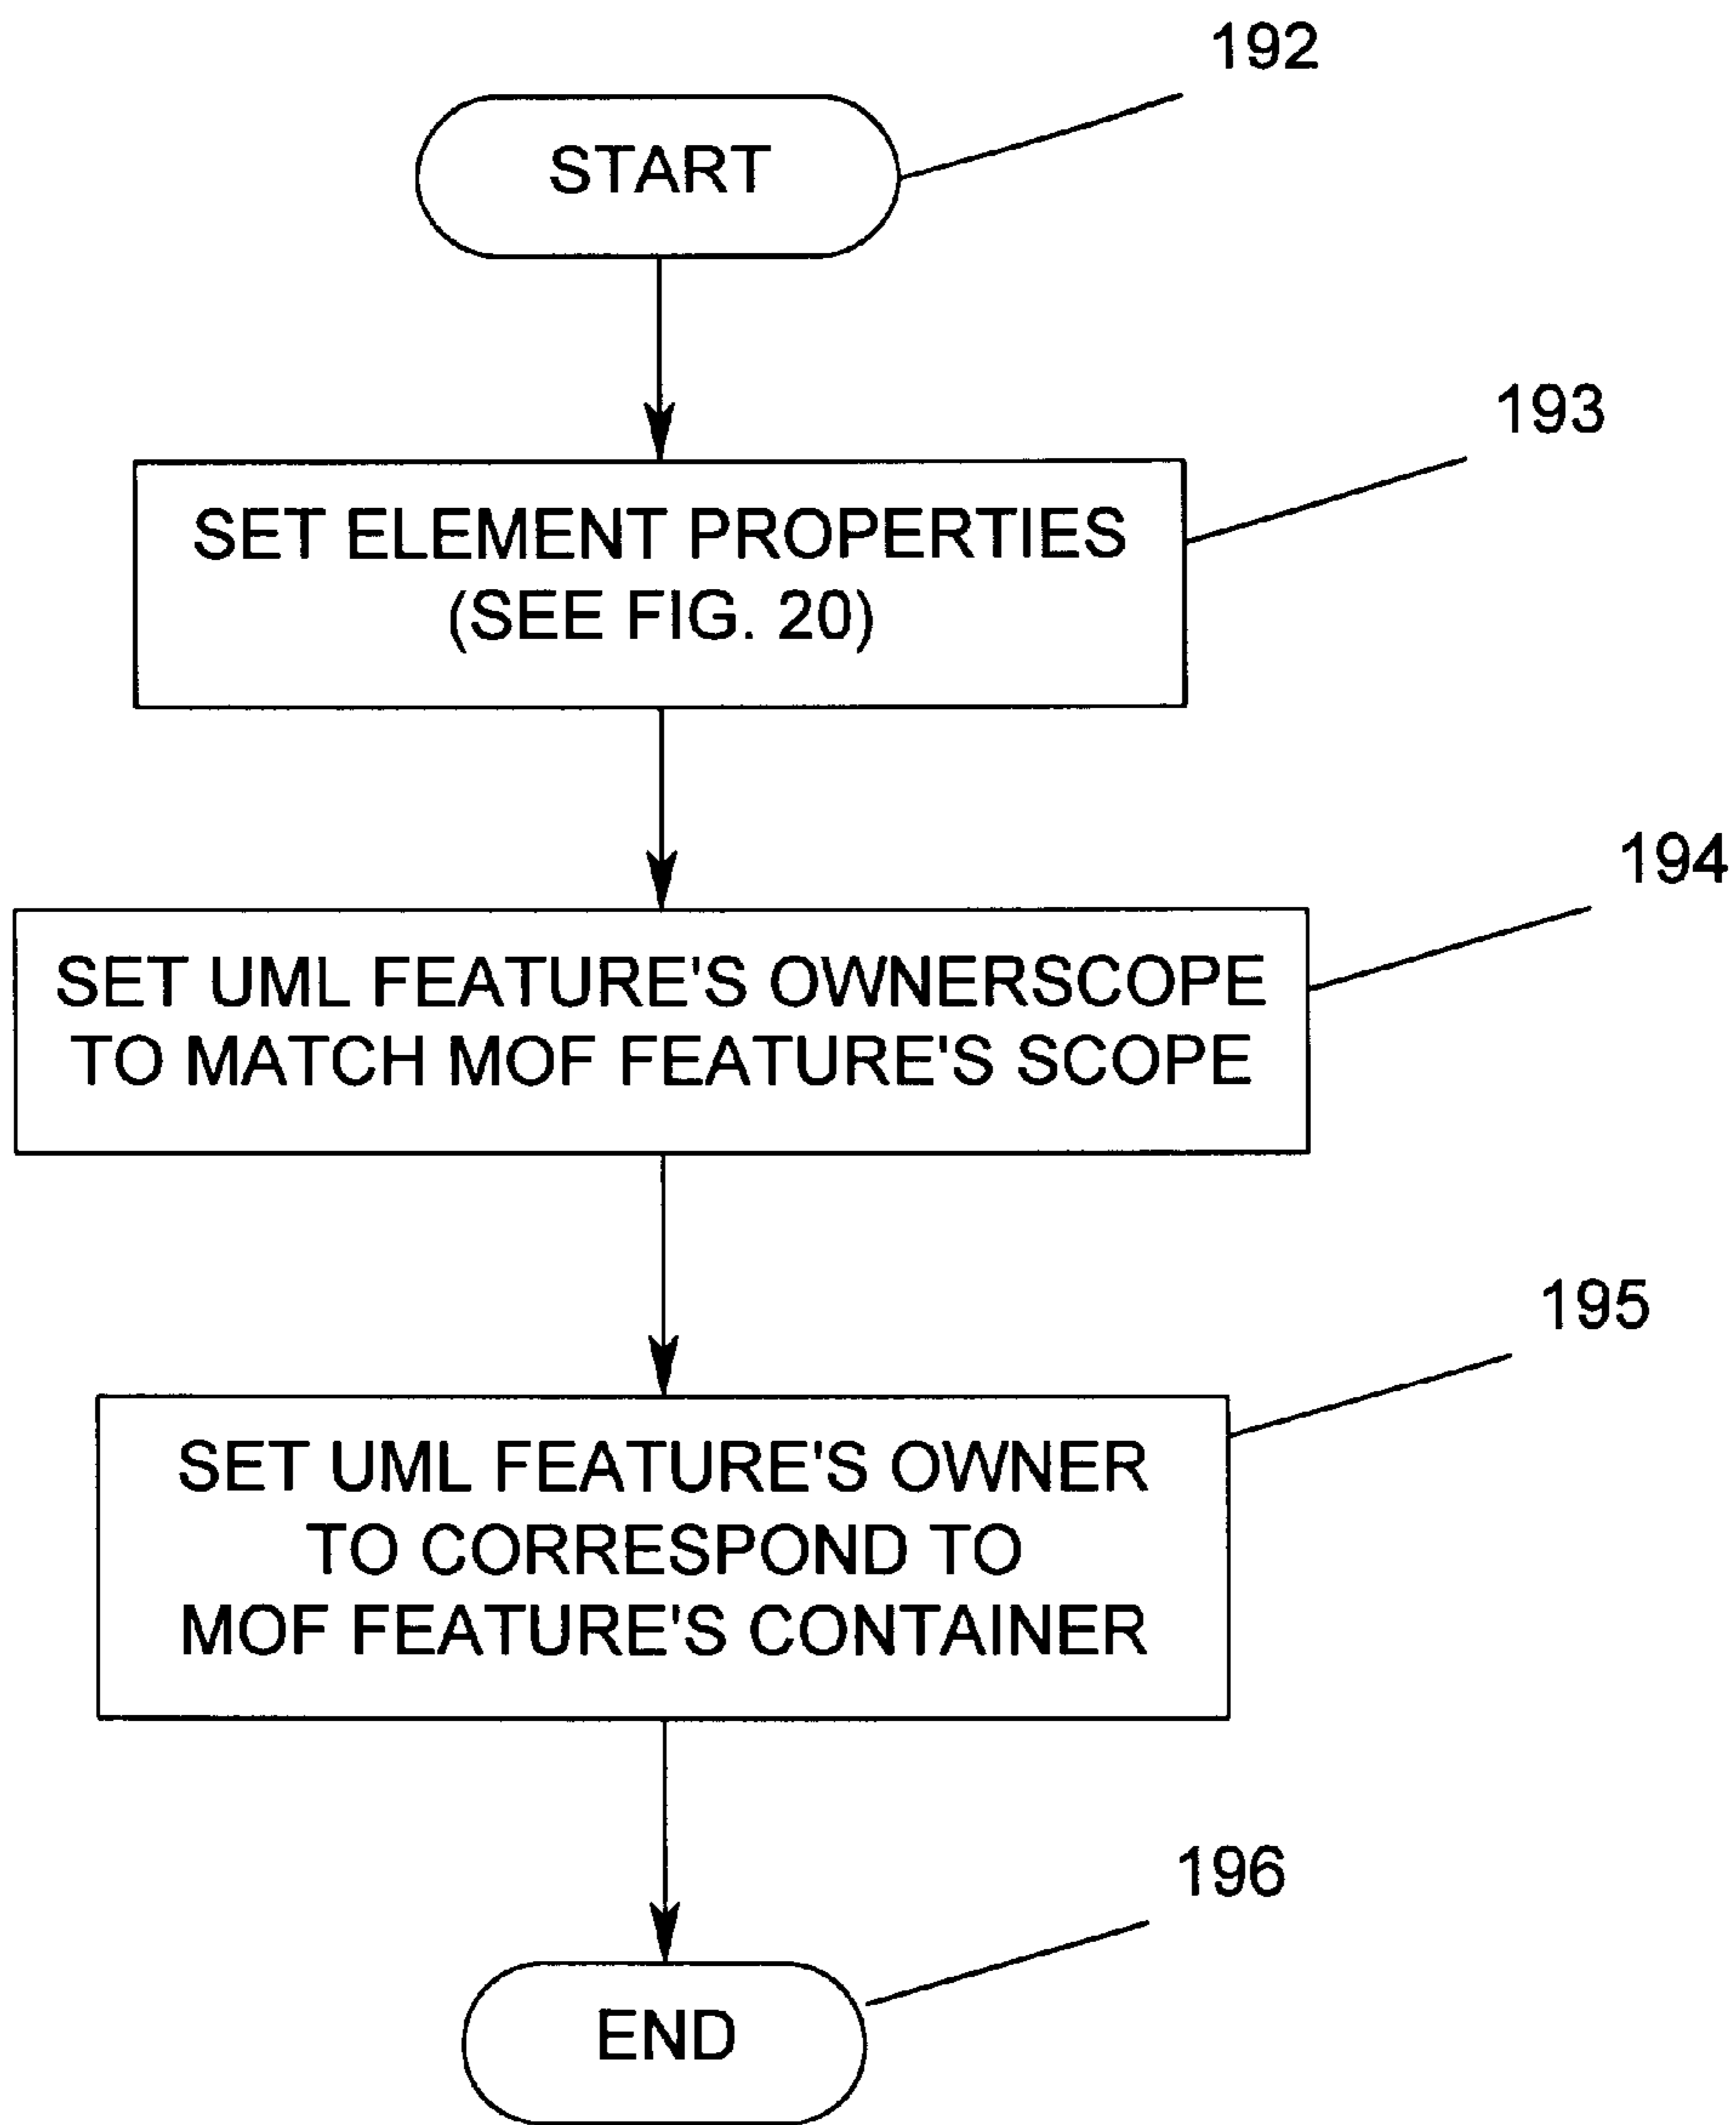 192
START
193
SET ELEMENT PROPERTIES
(SEE FIG. 20)
194
SET UML FEATURE'S OWNERSCOPE
TO MATCH MOF FEATURE'S SCOPE
195
SET UML FEATURE'S OWNER
TO CORRESPOND TO
MOF FEATURE'S CONTAINER
196
END